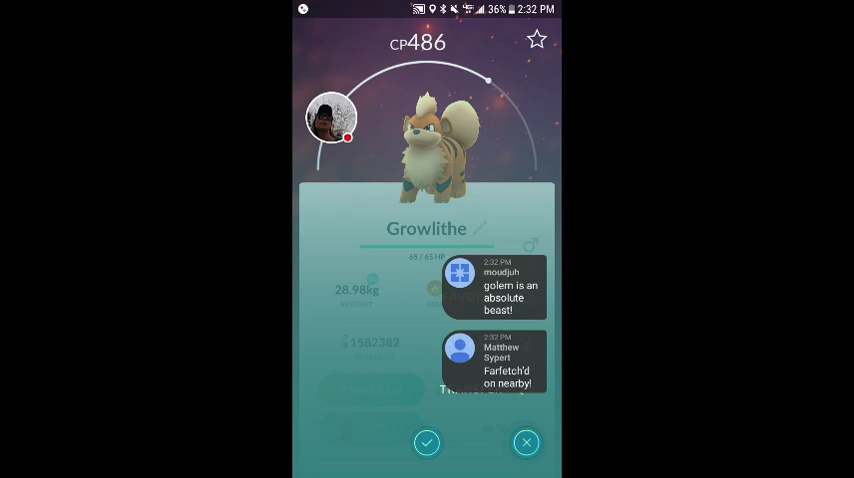 36% 2:32 PM
CP486
Growlithe
65 / 65 HP
28.98kg
WEIGHT
1582382
STARDUST
2:32 PM
moudjuh
golem is an
absolute
beast!
2:32 PM
Matthew
Sypert
Farfetch'd
on nearby!